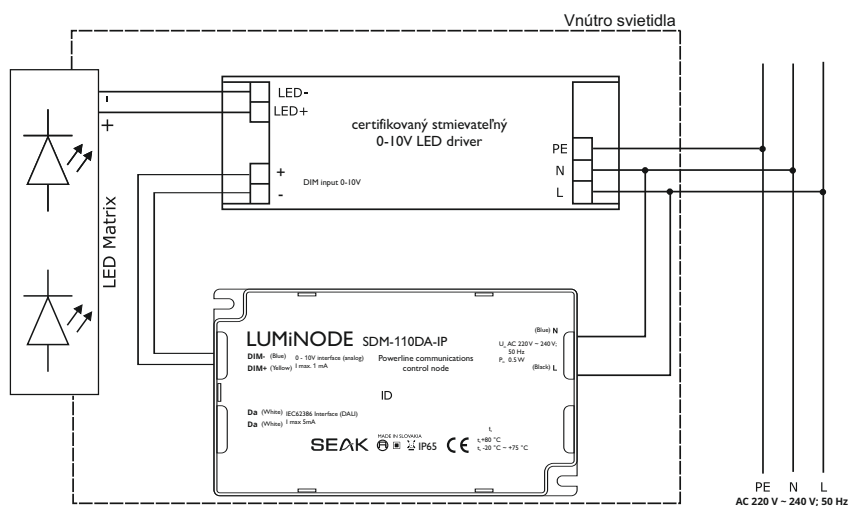 Vnútro svietidla
LED-
LED+
-
+
certifikovaný stmievateľný
0-10V LED driver
PE
N
L
+
-
DIM input 0-10V
LED Matrix
LUMiNODE SDM-110DA-IP
DIM- (Blue) 0 - 10V interface (analog)
DIM+ (Yellow) I max. 1 mA
Powerline communications
control node
(Blue) N
AC 220 V ~ 240 V;
50 Hz
0.5 W
(Black) L
ID
Da (White) IEC62386 Interface (DALI)
Da (White) I max 5mA
SEAK
MADE IN SLOVAKIA
IP65
CE
+80 °C
-20 °C ~ +75 °C
PE N L
AC 220 V ~ 240 V; 50 Hz